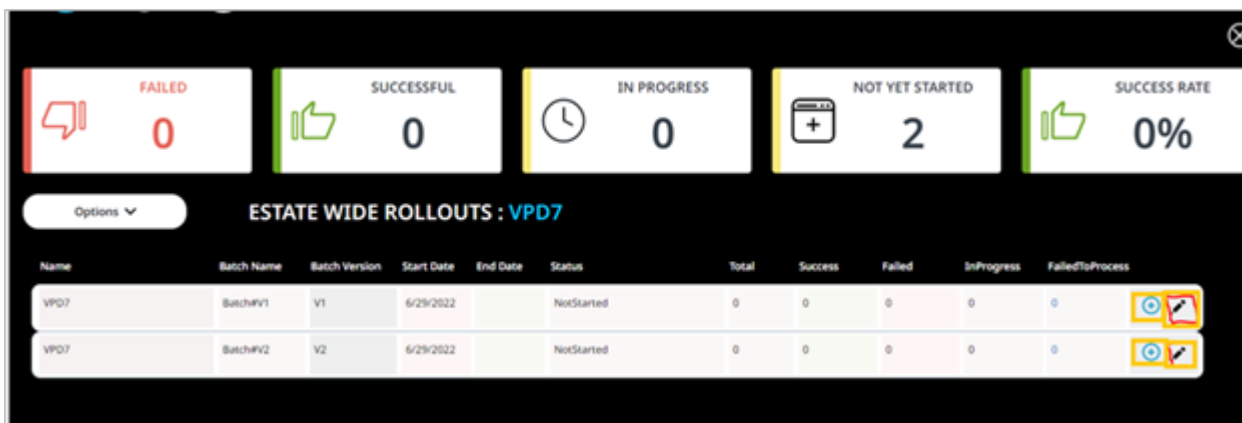 FAILED
0
SUCCESSFUL
0
IN PROGRESS
0
NOT YET STARTED
2
SUCCESS RATE
0%
Options
ESTATE WIDE ROLLOUTS : VPD7
Name Batch Name Batch Version Start Date End Date Status Total Success Failed InProgress FailedToProcess
VPD7 Batch#V1 V1 6/29/2022 NotStarted 0 0 0 0 0
VPD7 Batch#V2 V2 6/29/2022 NotStarted 0 0 0 0 0